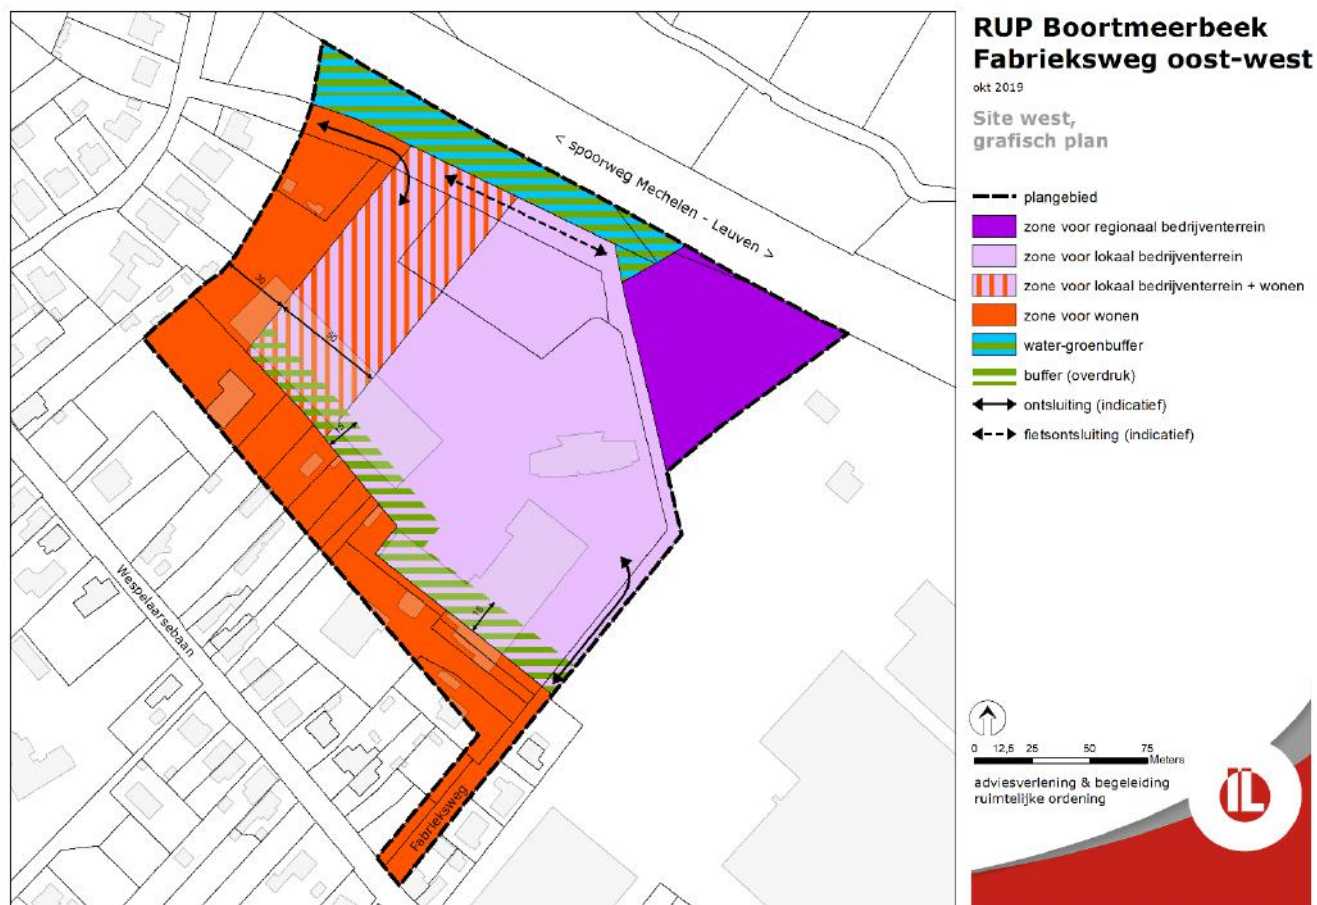 RUP Boortmeerbeek
Fabrieksweg oost-west
okt 2019
Site west,
grafisch plan
plangebied
zone voor regionaal bedrijventerrein
zone voor lokaal bedrijventerrein
zone voor lokaal bedrijventerrein + wonen
zone voor wonen
water-groenbuffer
buffer (overdruk)
ontsluiting (indicatief)
fietsontsluiting (indicatief)
< spoorweg Mechelen - Leuven >
30
50
15
15
Wespelaarsebaan
Fabrieksweg
0 12,5 25 50 75
Meters
adviesverlening & begeleiding
ruimtelijke ordening
IL